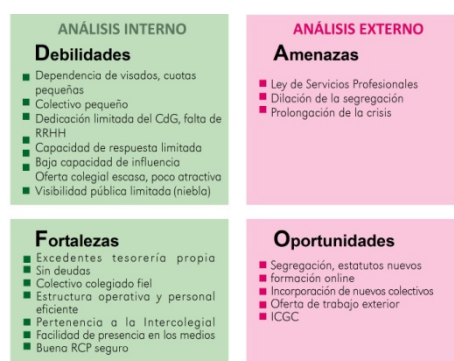 ANÁLISIS INTERNO
Debilidades
Dependencia de visados, cuotas
pequeñas
Colectivo pequeño
Dedicación limitada del CdG, falta de
RRHH
Capacidad de respuesta limitada
Baja capacidad de influencia
Oferta colegial escasa, poco atractiva
Visibilidad pública limitada (niebla)
ANÁLISIS EXTERNO
Amenazas
Ley de Servicios Profesionales
Dilación de la segregación
Prolongación de la crisis
Fortalezas
Excedentes tesorería propia
Sin deudas
Colectivo colegiado fiel
Estructura operativa y personal
eficiente
Pertenencia a la Intercolegial
Facilidad de presencia en los medios
Buena RCP seguro
Oportunidades
Segregación, estatutos nuevos
formación online
Incorporación de nuevos colectivos
Oferta de trabajo exterior
ICGC